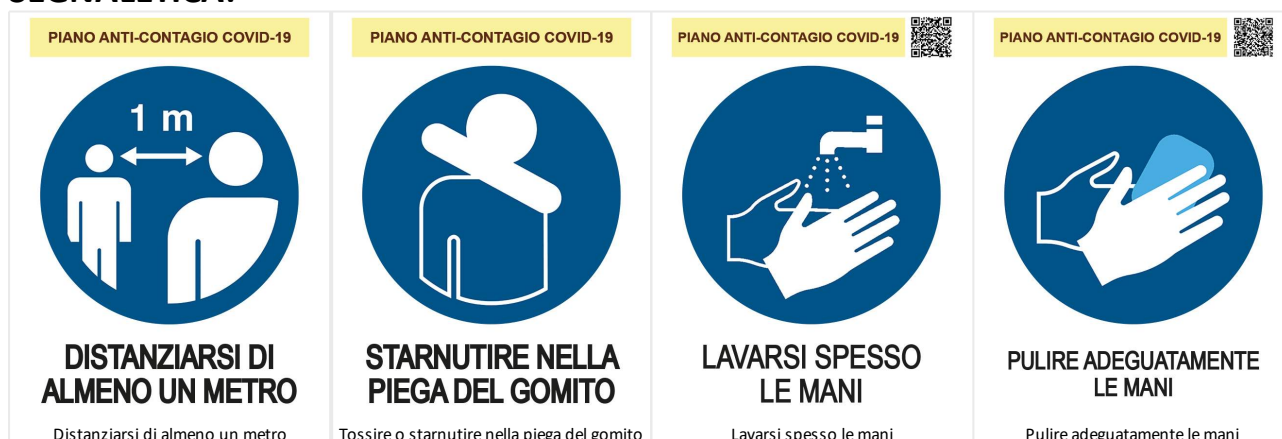 SEGNALETICA:
PIANO ANTI-CONTAGIO COVID-19
1 m
DISTANZIARSI DI
ALMENO UN METRO
Distanziarsi di almeno un metro
PIANO ANTI-CONTAGIO COVID-19
STARNUTIRE NELLA
PIEGA DEL GOMITO
Tossire o starnutire nella piega del gomito
PIANO ANTI-CONTAGIO COVID-19
LAVARSI SPESSO
LE MANI
Lavarsi spesso le mani
PIANO ANTI-CONTAGIO COVID-19
PULIRE ADEGUATAMENTE
LE MANI
Pulire adeguatamente le mani